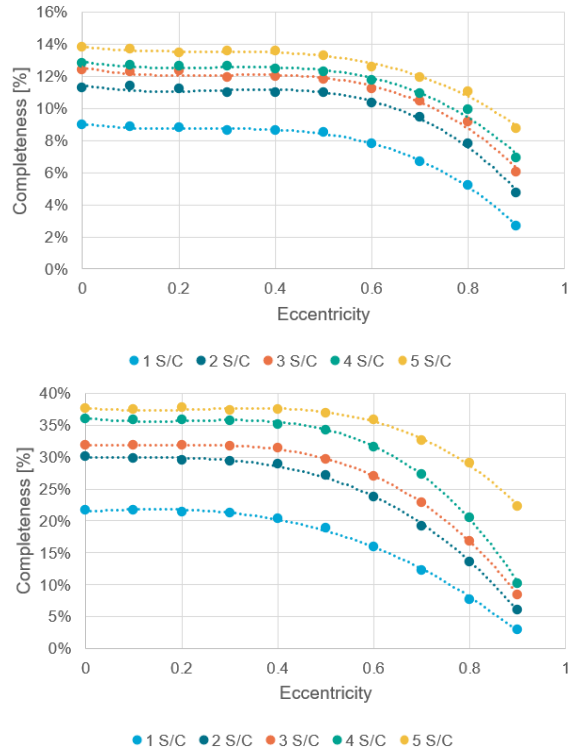 16%
14%
12%
10%
8%
6%
4%
2%
0%
Completeness [%]
0 0.2 0.4 0.6 0.8 1
Eccentricity
1 S/C 2 S/C 3 S/C 4 S/C 5 S/C
40%
35%
30%
25%
20%
15%
10%
5%
0%
Completeness [%]
0 0.2 0.4 0.6 0.8 1
Eccentricity
1 S/C 2 S/C 3 S/C 4 S/C 5 S/C